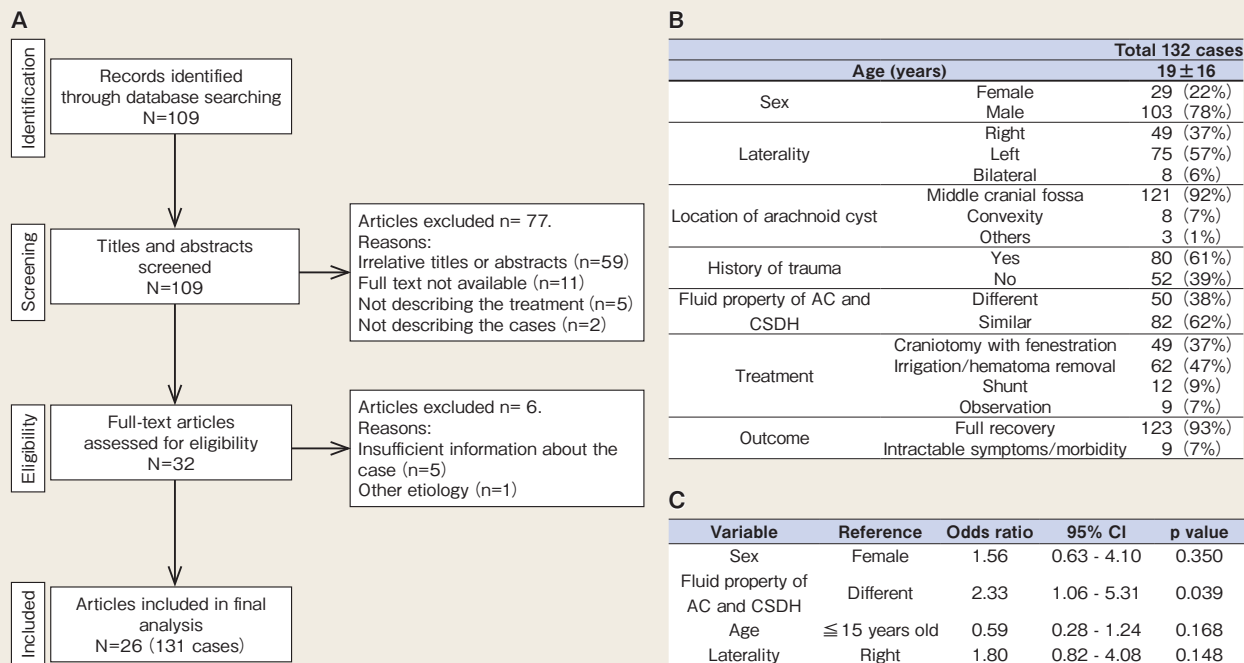 A
Identification
Records identified
through database searching
N=109
Screening
Titles and abstracts
screened
N=109
Articles excluded n= 77.
Reasons:
Irrelative titles or abstracts (n=59)
Full text not available (n=11)
Not describing the treatment (n=5)
Not describing the cases (n=2)
Eligibility
Full-text articles
assessed for eligibility
N=32
Articles excluded n= 6.
Reasons:
Insufficient information about the
case (n=5)
Other etiology (n=1)
Included
Articles included in final
analysis
N=26 (131 cases)
B
Total 132 cases
Age (years) 19±16
Sex Female 29 (22%)
Male 103 (78%)
Laterality Right 49 (37%)
Left 75 (57%)
Bilateral 8 (6%)
Location of arachnoid cyst Middle cranial fossa 121 (92%)
Convexity 8 (7%)
Others 3 (1%)
History of trauma Yes 80 (61%)
No 52 (39%)
Fluid property of AC and CSDH Different 50 (38%)
Similar 82 (62%)
Treatment Craniotomy with fenestration 49 (37%)
Irrigation/hematoma removal 62 (47%)
Shunt 12 (9%)
Observation 9 (7%)
Outcome Full recovery 123 (93%)
Intractable symptoms/morbidity 9 (7%)
C
Variable Reference Odds ratio 95% CI p value
Sex Female 1.56 0.63 - 4.10 0.350
Fluid property of
AC and CSDH Different 2.33 1.06 - 5.31 0.039
Age ≦15 years old 0.59 0.28 - 1.24 0.168
Laterality Right 1.80 0.82 - 4.08 0.148